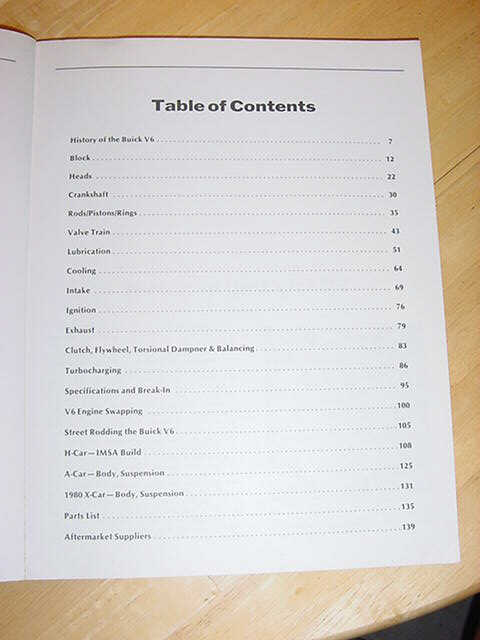 Table of Contents
History of the Buick V6 . . . . . . . . . . . . . . . . . . . . . . . . . . . . . . . . . . . . . . . . 7
Block . . . . . . . . . . . . . . . . . . . . . . . . . . . . . . . . . . . . . . . . 12
Heads . . . . . . . . . . . . . . . . . . . . . . . . . . . . . . . . . . . . . . . . 22
Crankshaft . . . . . . . . . . . . . . . . . . . . . . . . . . . . . . . . . . . . . . . . 30
Rods/Pistons/Rings . . . . . . . . . . . . . . . . . . . . . . . . . . . . . . . . . . . . . . . . 35
Valve Train . . . . . . . . . . . . . . . . . . . . . . . . . . . . . . . . . . . . . . . . 43
Lubrication . . . . . . . . . . . . . . . . . . . . . . . . . . . . . . . . . . . . . . . . 51
Cooling . . . . . . . . . . . . . . . . . . . . . . . . . . . . . . . . . . . . . . . . 64
Intake . . . . . . . . . . . . . . . . . . . . . . . . . . . . . . . . . . . . . . . . 69
Ignition . . . . . . . . . . . . . . . . . . . . . . . . . . . . . . . . . . . . . . . . 76
Exhaust . . . . . . . . . . . . . . . . . . . . . . . . . . . . . . . . . . . . . . . . 79
Clutch, Flywheel, Torsional Dampner & Balancing . . . . . . . . . . . . . . . . . . . . . . . . 83
Turbocharging . . . . . . . . . . . . . . . . . . . . . . . . . . . . . . . . . . . . . . . . 86
Specifications and Break-In . . . . . . . . . . . . . . . . . . . . . . . . . . . . . . . . . . . . 95
V6 Engine Swapping . . . . . . . . . . . . . . . . . . . . . . . . . . . . . . . . . . . . . . . . 100
Street Rodding the Buick V6 . . . . . . . . . . . . . . . . . . . . . . . . . . . . . . . . . . . . 105
H-Car—IMSA Build . . . . . . . . . . . . . . . . . . . . . . . . . . . . . . . . . . . . . . . . 108
A-Car—Body, Suspension . . . . . . . . . . . . . . . . . . . . . . . . . . . . . . . . . . . . 125
1980 X-Car—Body, Suspension . . . . . . . . . . . . . . . . . . . . . . . . . . . . . . . . . . . . 131
Parts List . . . . . . . . . . . . . . . . . . . . . . . . . . . . . . . . . . . . . . . . 135
Aftermarket Suppliers . . . . . . . . . . . . . . . . . . . . . . . . . . . . . . . . . . . . . . . . 139